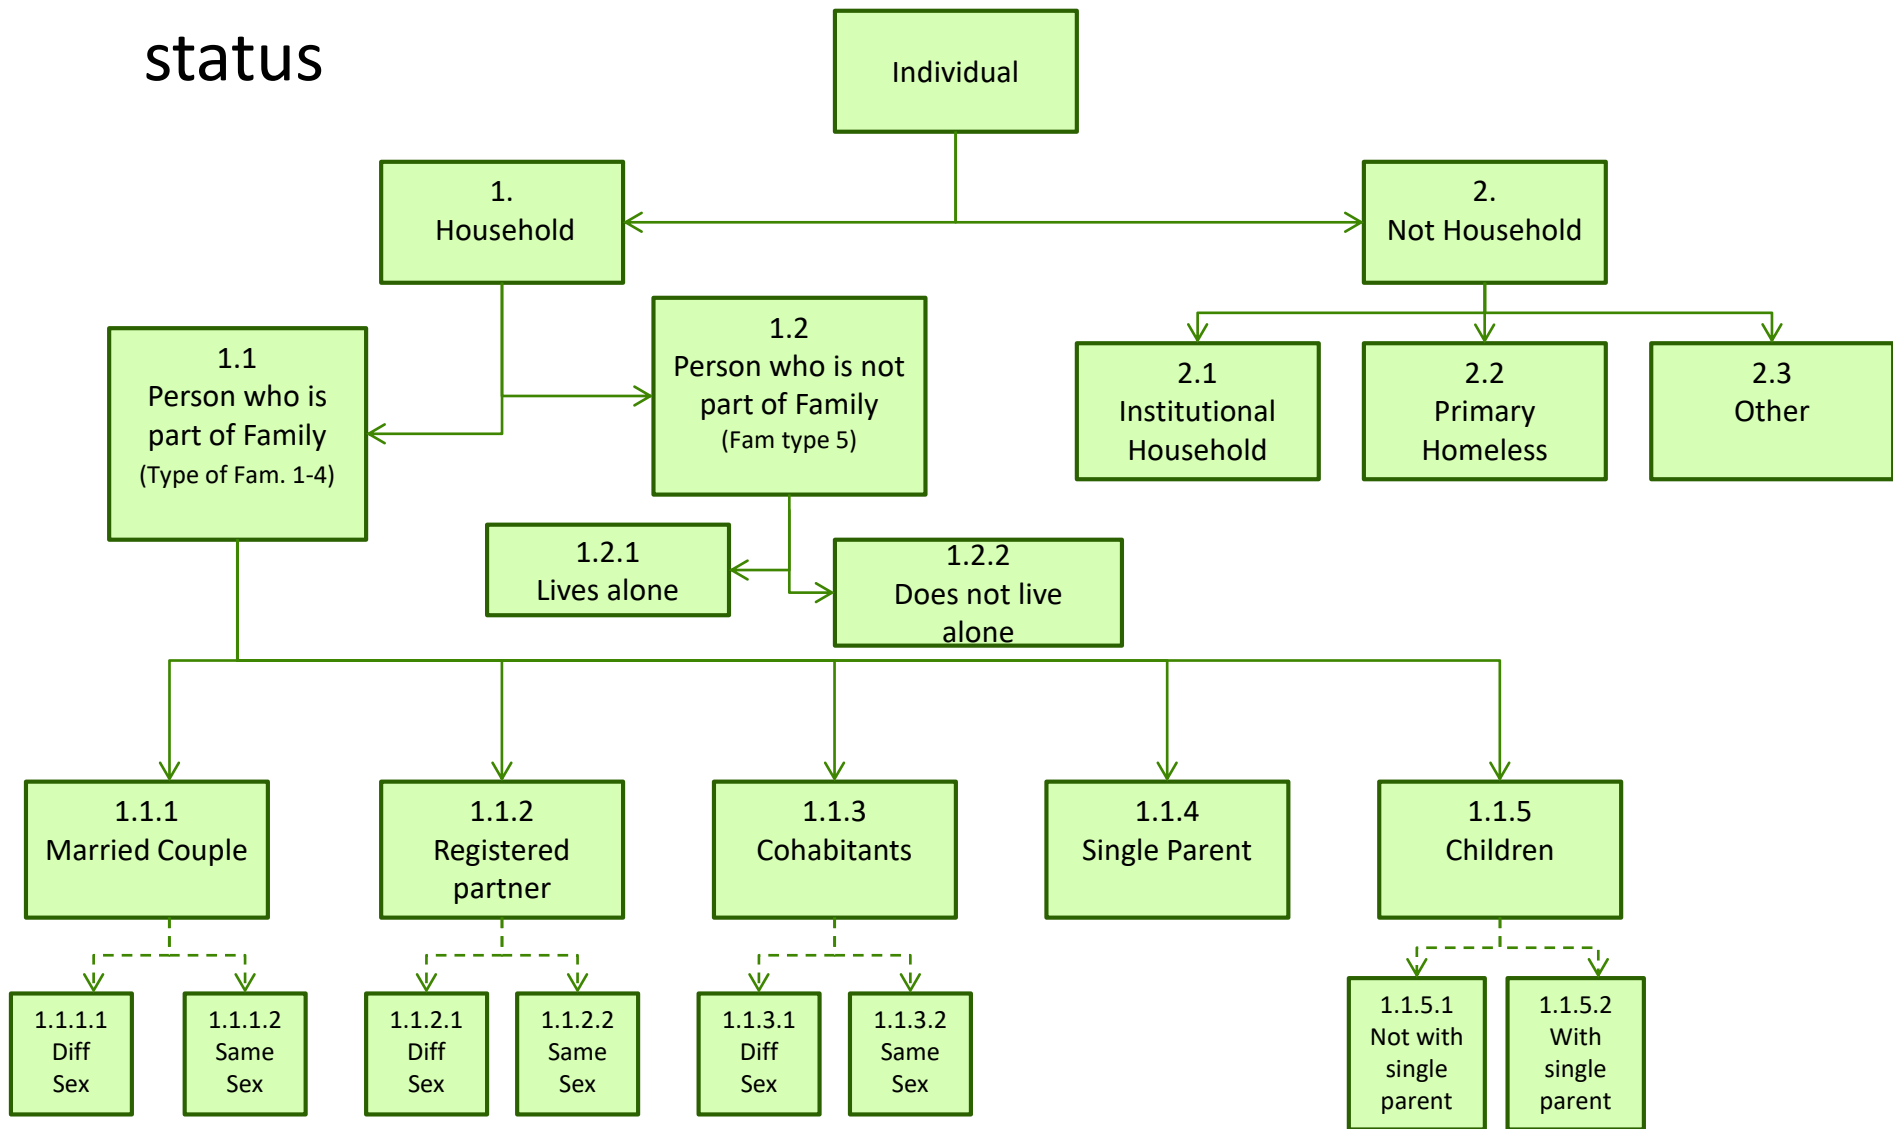 status
Individual
1.
Household
2.
Not Household
1.1
Person who is
part of Family
(Type of Fam. 1-4)
1.2
Person who is not
part of Family
(Fam type 5)
2.1
Institutional
Household
2.2
Primary
Homeless
2.3
Other
1.2.1
Lives alone
1.2.2
Does not live
alone
1.1.1
Married Couple
1.1.2
Registered
partner
1.1.3
Cohabitants
1.1.4
Single Parent
1.1.5
Children
1.1.1.1
Diff
Sex
1.1.1.2
Same
Sex
1.1.2.1
Diff
Sex
1.1.2.2
Same
Sex
1.1.3.1
Diff
Sex
1.1.3.2
Same
Sex
1.1.5.1
Not with
single
parent
1.1.5.2
With
single
parent